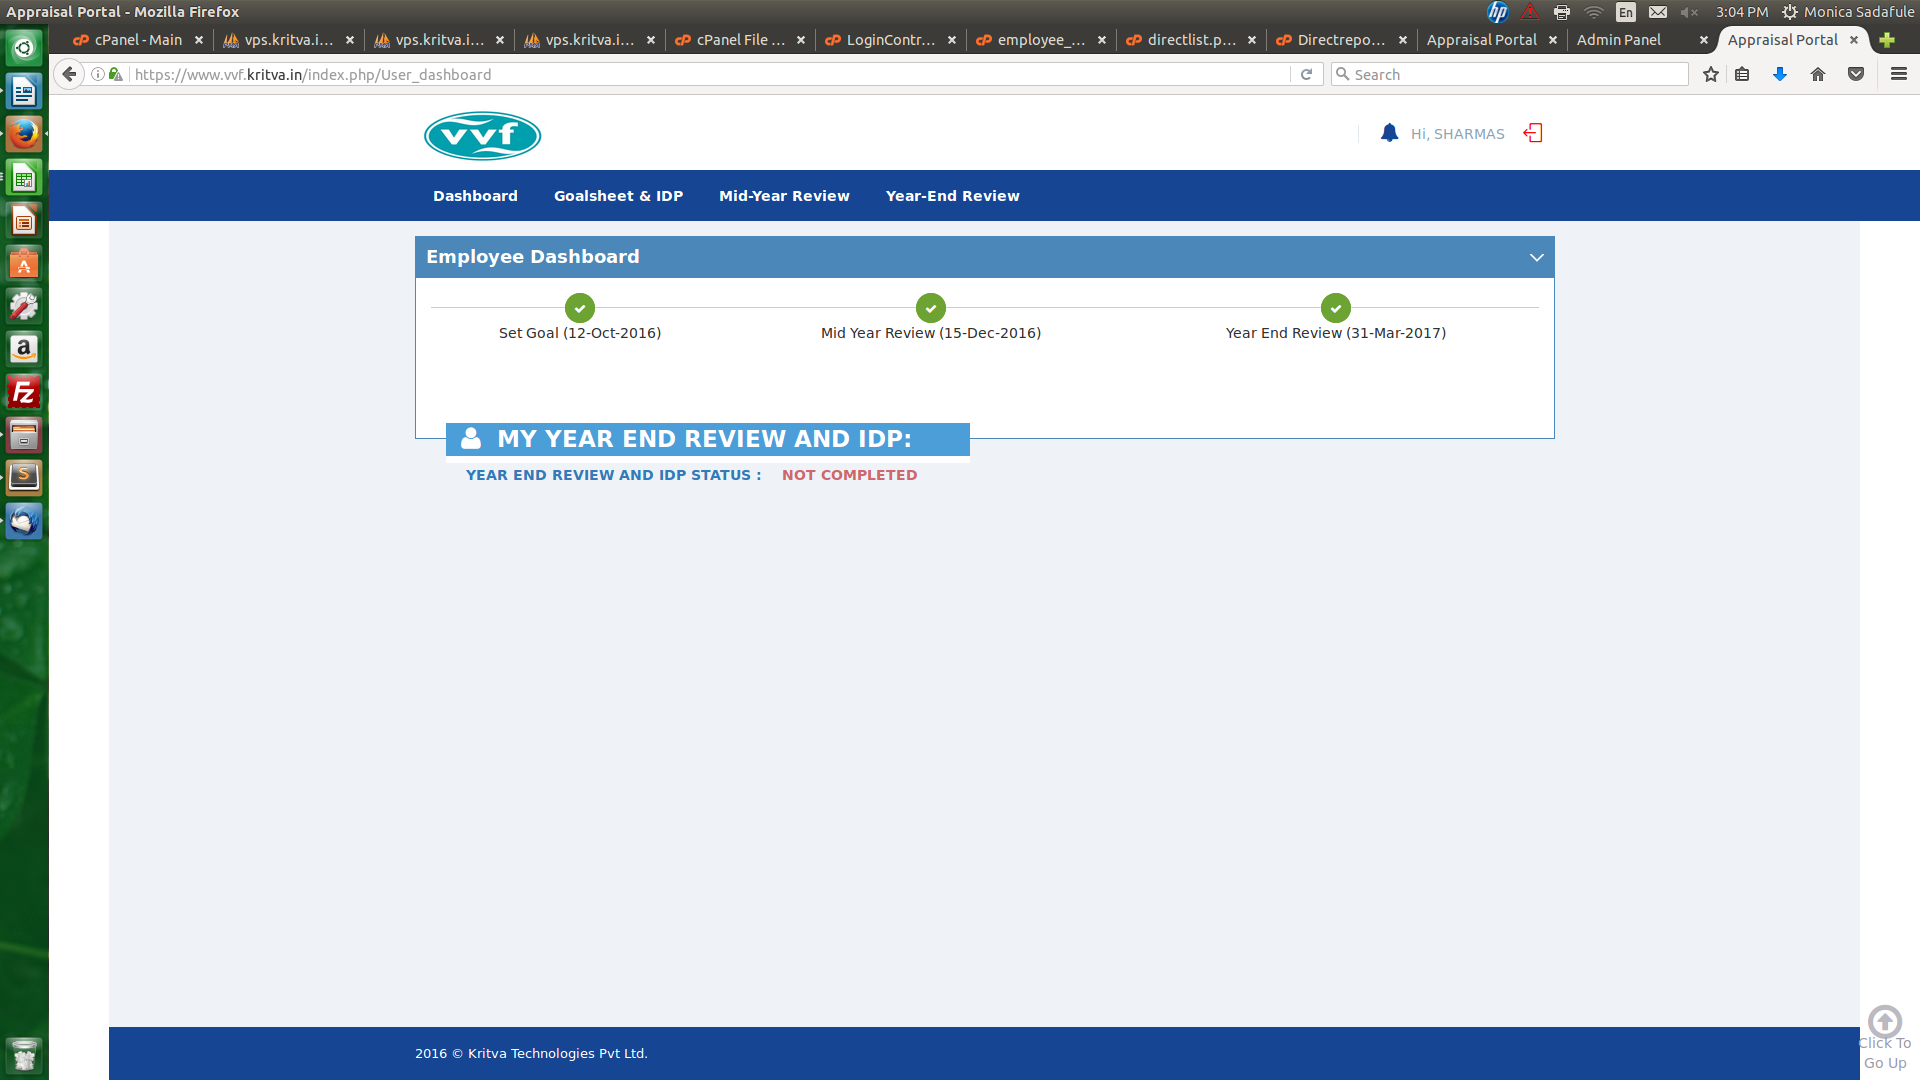 Appraisal Portal - Mozilla Firefox
hp
En
3:04 PM
Monica Sadafule
cPanel - Main
vps.kritva.i...
vps.kritva.i...
vps.kritva.i...
cPanel File ...
LoginContr...
employee_...
directlist.p...
Directrepo...
Appraisal Portal
Admin Panel
Appraisal Portal
https://www.vvf.kritva.in/index.php/User_dashboard
Search
vvf
Hi, SHARMAS
Dashboard
Goalsheet & IDP
Mid-Year Review
Year-End Review
Employee Dashboard
Set Goal (12-Oct-2016)
Mid Year Review (15-Dec-2016)
Year End Review (31-Mar-2017)
MY YEAR END REVIEW AND IDP:
YEAR END REVIEW AND IDP STATUS : NOT COMPLETED
2016 © Kritva Technologies Pvt Ltd.
Click To
Go Up